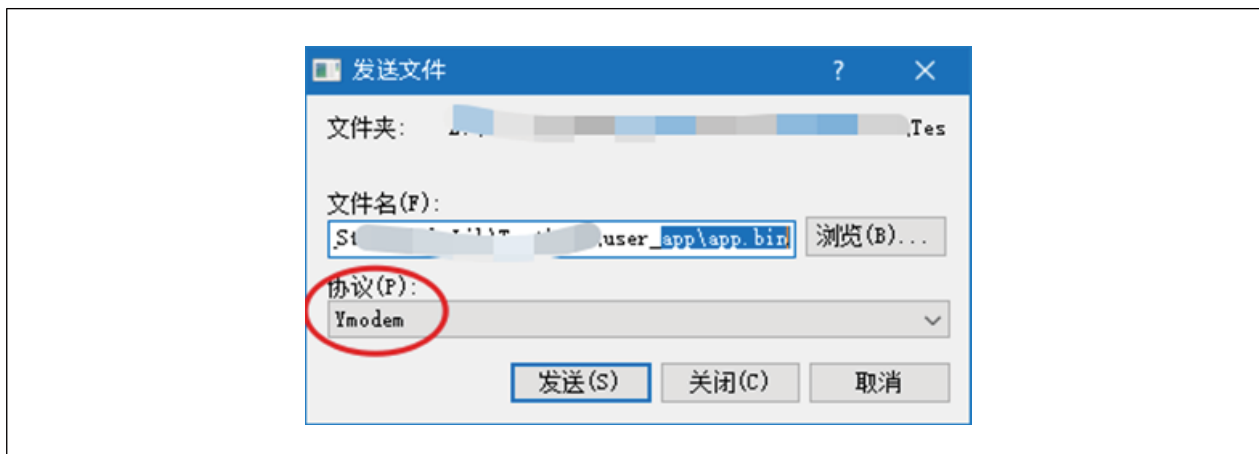 发送文件 ?
文件夹: Tes
文件名(F):
user_app\app.bin 浏览(B)...
协议(P):
Ymodem
发送(S) 关闭(C) 取消